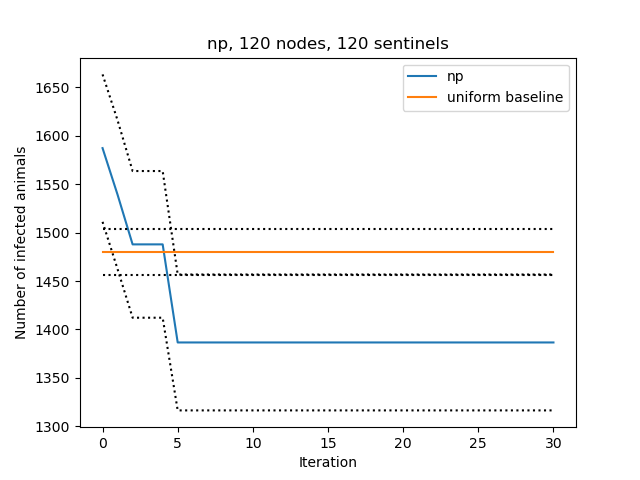 np, 120 nodes, 120 sentinels
np
uniform baseline
Number of infected animals
1650
1600
1550
1500
1450
1400
1350
1300
0 5 10 15 20 25 30
Iteration